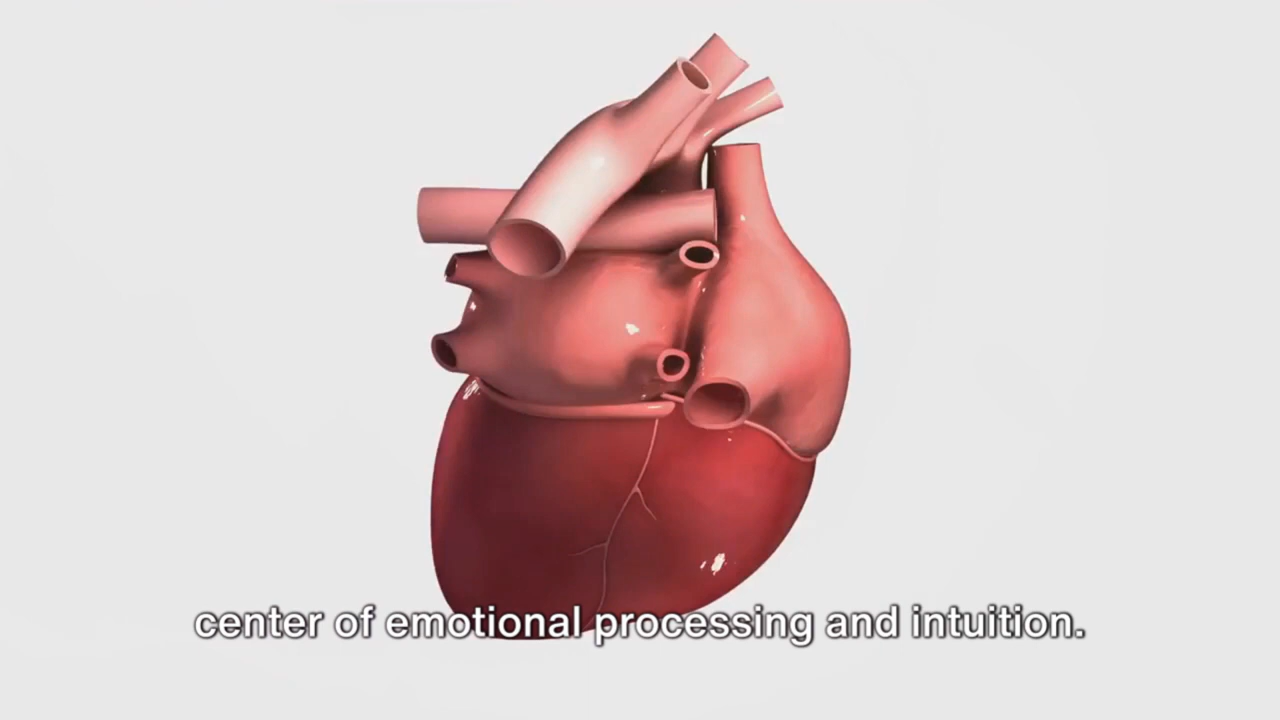 center of emotional processing and intuition.